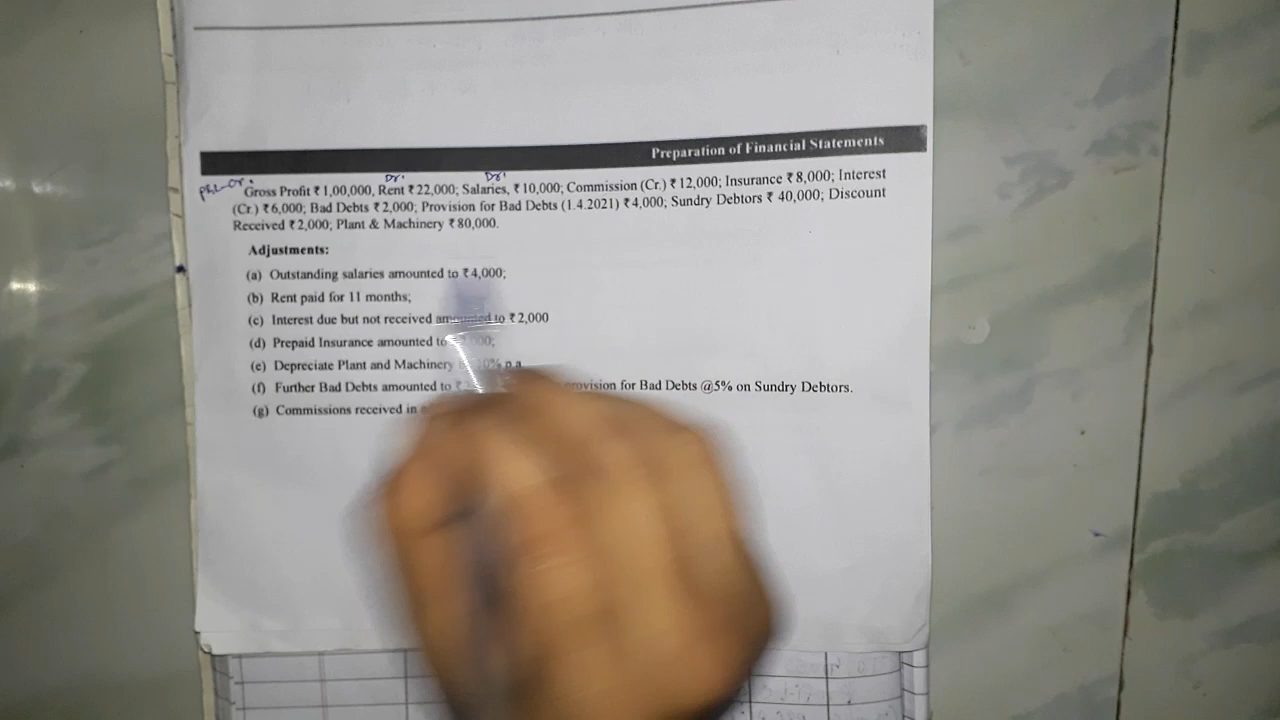 Preparation of Financial Statements
P&L-Cr. Dr. Dr.
Gross Profit ₹ 1,00,000, Rent ₹ 22,000; Salaries, ₹ 10,000; Commission (Cr.) ₹ 12,000; Insurance ₹ 8,000; Interest
(Cr.) ₹ 6,000; Bad Debts ₹ 2,000; Provision for Bad Debts (1.4.2021) ₹ 4,000; Sundry Debtors ₹ 40,000; Discount
Received ₹ 2,000; Plant & Machinery ₹ 80,000.
Adjustments:
(a) Outstanding salaries amounted to ₹ 4,000;
(b) Rent paid for 11 months;
(c) Interest due but not received amounted to ₹ 2,000
(d) Prepaid Insurance amounted to
(e) Depreciate Plant and Machinery 10% p.a.
(f) Further Bad Debts amounted to provision for Bad Debts @5% on Sundry Debtors.
(g) Commissions received in